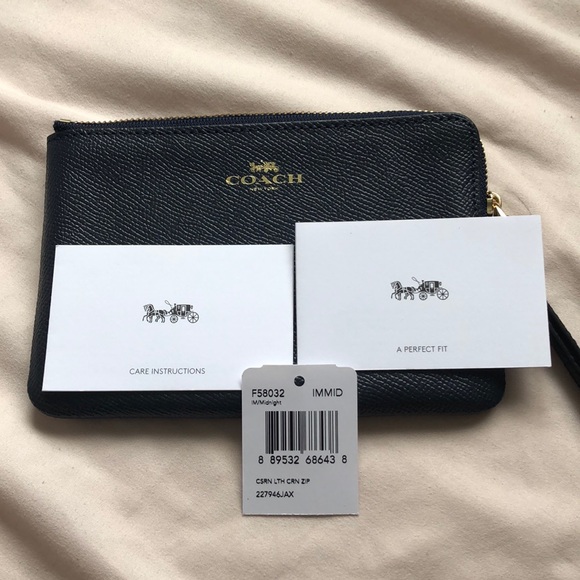 COACH
NEW YORK
CARE INSTRUCTIONS
A PERFECT FIT
F58032 IMMID
IM/Midnight
8 89532 68643 8
CSRN LTH CRN ZIP
227946JAX